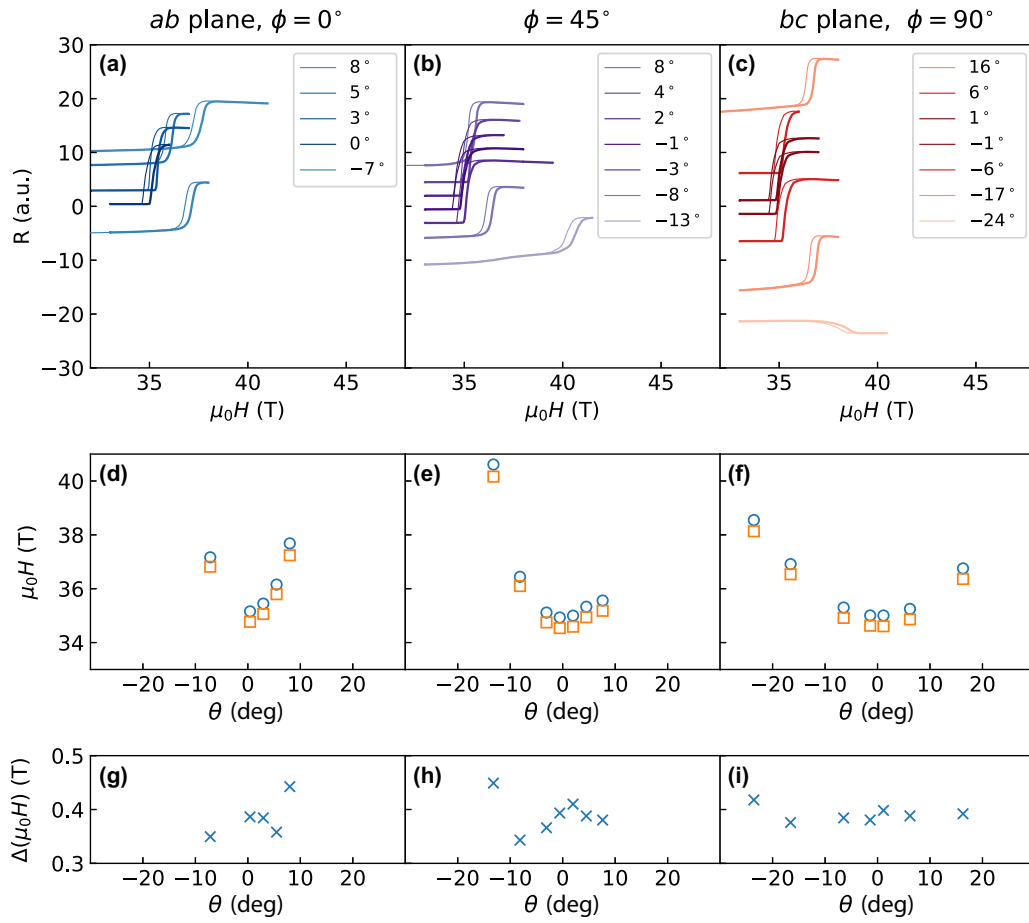 ab plane, ϕ = 0°
ϕ = 45°
bc plane, ϕ = 90°
R (a.u.)
30
20
10
0
−10
−20
−30
(a)
8°
5°
3°
0°
−7°
(b)
8°
4°
2°
−1°
−3°
−8°
−13°
(c)
16°
6°
1°
−1°
−6°
−17°
−24°
35 40 45
35 40 45
35 40 45
μ₀H (T)
μ₀H (T)
μ₀H (T)
μ₀H (T)
40
38
36
34
(d)
(e)
(f)
−20 −10 0 10 20
−20 −10 0 10 20
−20 −10 0 10 20
θ (deg)
θ (deg)
θ (deg)
Δ(μ₀H) (T)
0.5
0.4
0.3
(g)
(h)
(i)
−20 −10 0 10 20
−20 −10 0 10 20
−20 −10 0 10 20
θ (deg)
θ (deg)
θ (deg)